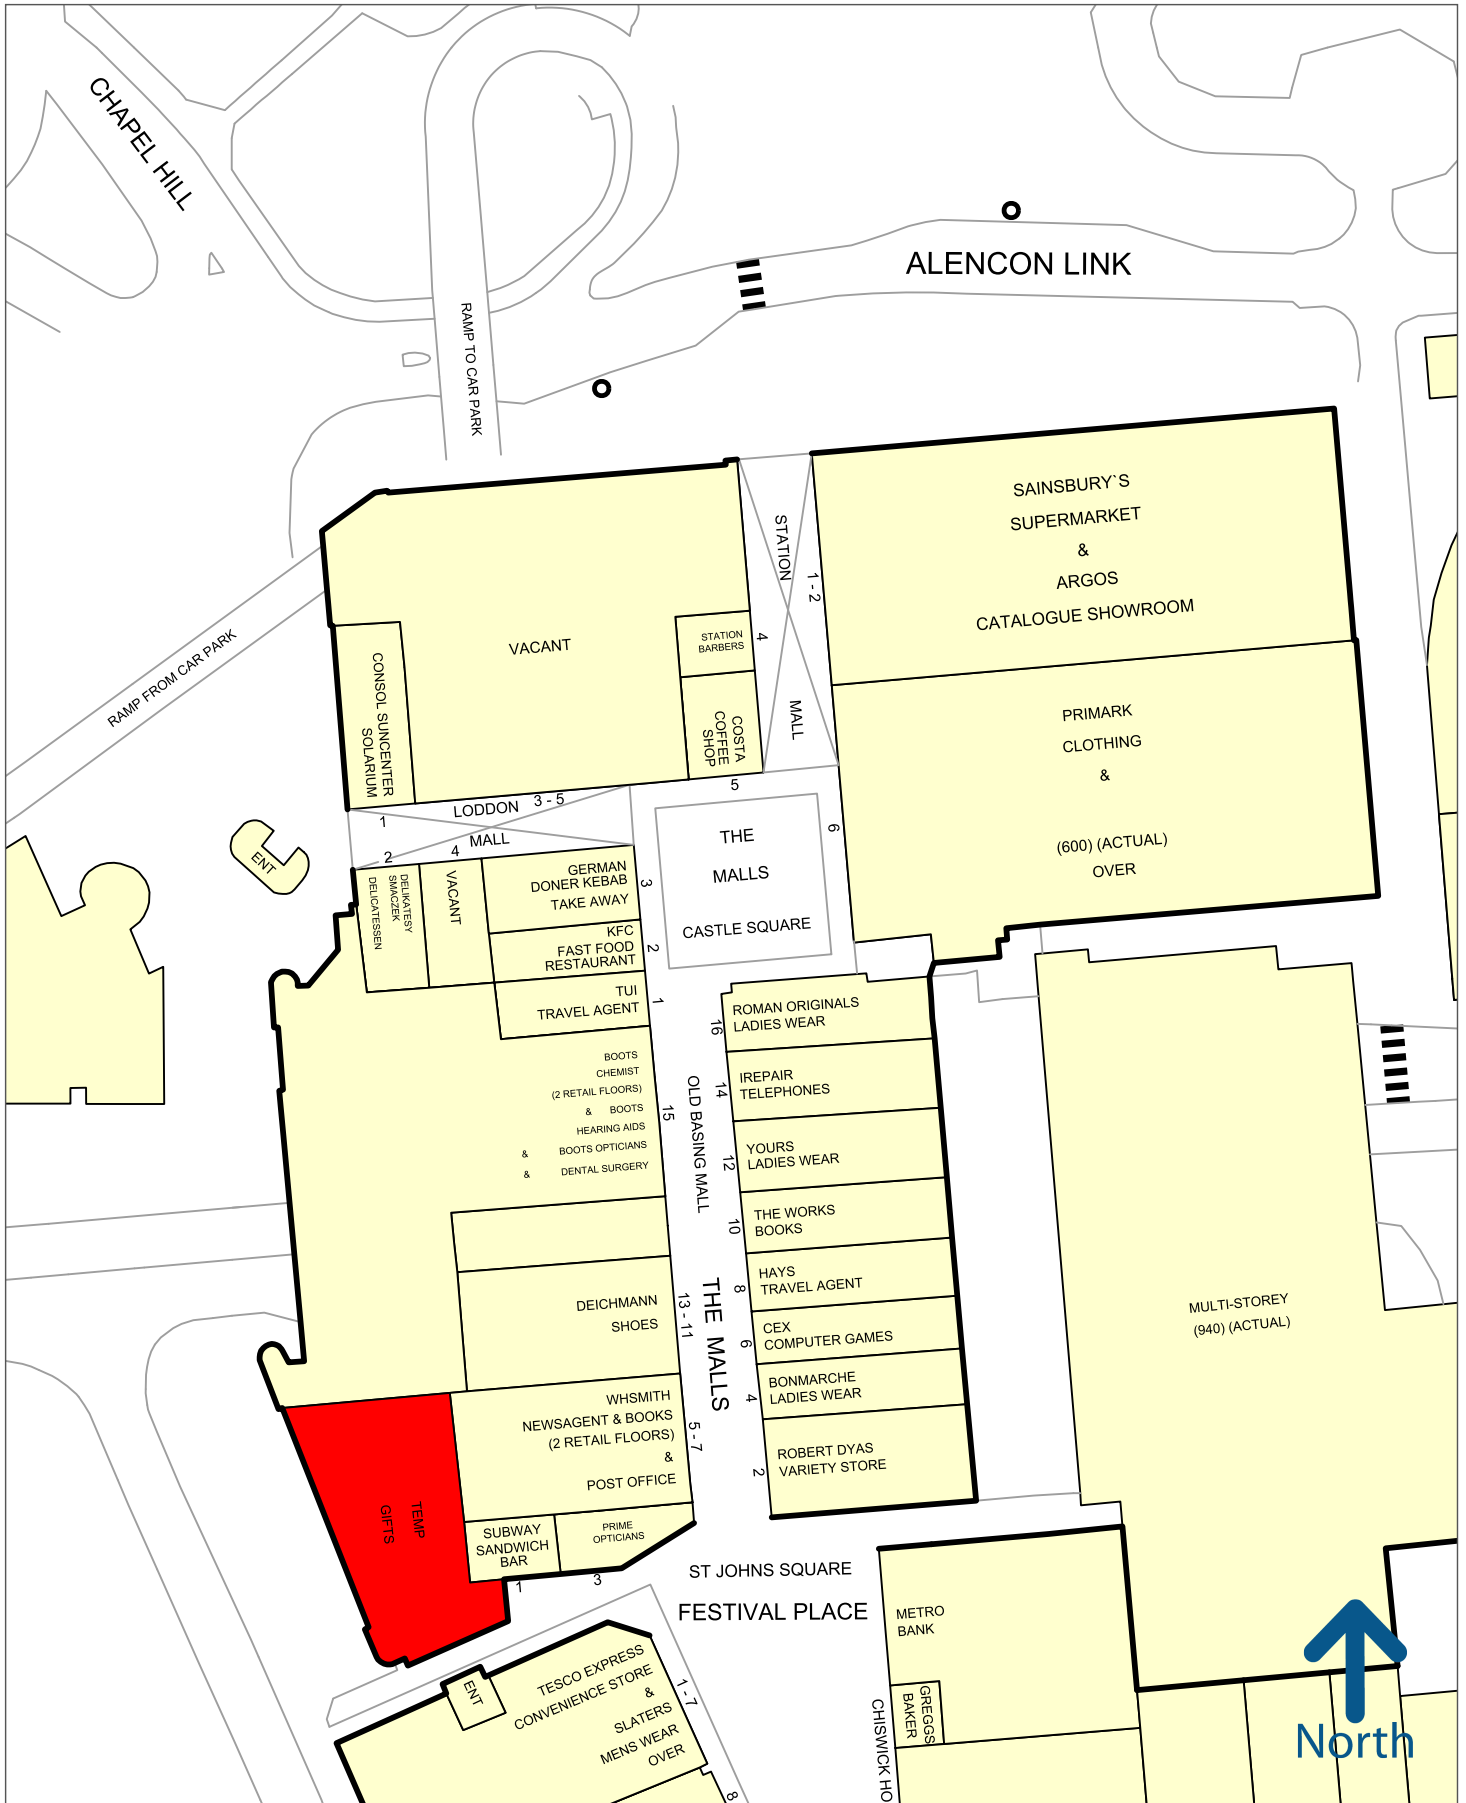 CHAPEL HILL
ALENCON LINK
RAMP TO CAR PARK
RAMP FROM CAR PARK
SAINSBURY`S
SUPERMARKET
&
ARGOS
CATALOGUE SHOWROOM
STATION
MALL
1 - 2
VACANT
STATION
BARBERS
4
CONSOL SUNCENTER
SOLARIUM
COSTA
COFFEE
SHOP
5
PRIMARK
CLOTHING
&
(600) (ACTUAL)
OVER
6
LODDON
MALL
3 - 5
1
2
4
THE
MALLS
CASTLE SQUARE
ENT
DELIKATESY
SMACZEK
DELICATESSEN
VACANT
GERMAN
DONER KEBAB
TAKE AWAY
3
KFC
FAST FOOD
RESTAURANT
2
TUI
TRAVEL AGENT
1
BOOTS
CHEMIST
(2 RETAIL FLOORS)
& BOOTS
HEARING AIDS
& BOOTS OPTICIANS
& DENTAL SURGERY
15
OLD BASING MALL
THE MALLS
16
ROMAN ORIGINALS
LADIES WEAR
14
IREPAIR
TELEPHONES
12
YOURS
LADIES WEAR
10
THE WORKS
BOOKS
8
HAYS
TRAVEL AGENT
6
CEX
COMPUTER GAMES
4
BONMARCHE
LADIES WEAR
2
ROBERT DYAS
VARIETY STORE
DEICHMANN
SHOES
13 - 11
WHSMITH
NEWSAGENT & BOOKS
(2 RETAIL FLOORS)
&
POST OFFICE
5 - 7
TEMP
GIFTS
SUBWAY
SANDWICH
BAR
1
PRIME
OPTICIANS
3
MULTI-STOREY
(940) (ACTUAL)
ST JOHNS SQUARE
FESTIVAL PLACE
METRO
BANK
GREGGS
BAKER
CHISWICK HO
ENT
TESCO EXPRESS
CONVENIENCE STORE
&
SLATERS
MENS WEAR
OVER
1 - 7
8
North